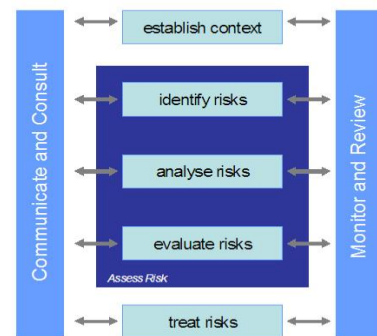 establish context
Communicate and Consult
identify risks
analyse risks
evaluate risks
Assess Risk
treat risks
Monitor and Review